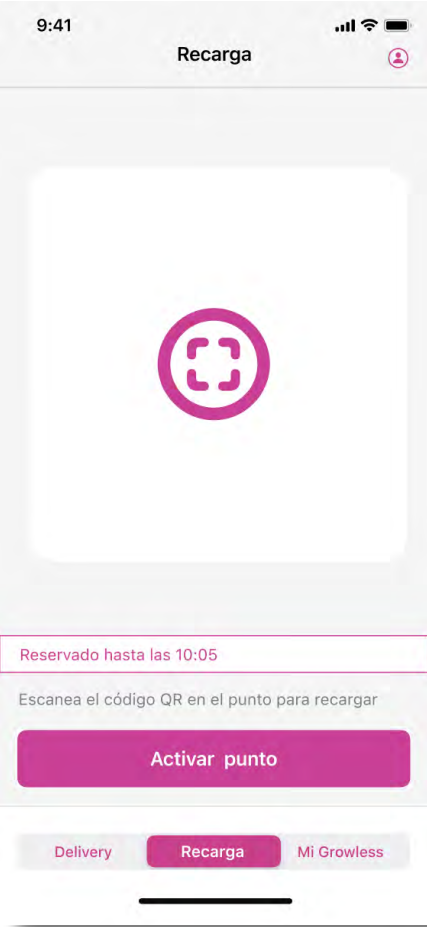 9:41
Recarga
Reservado hasta las 10:05
Escanea el código QR en el punto para recargar
Activar punto
Delivery
Recarga
Mi Growless